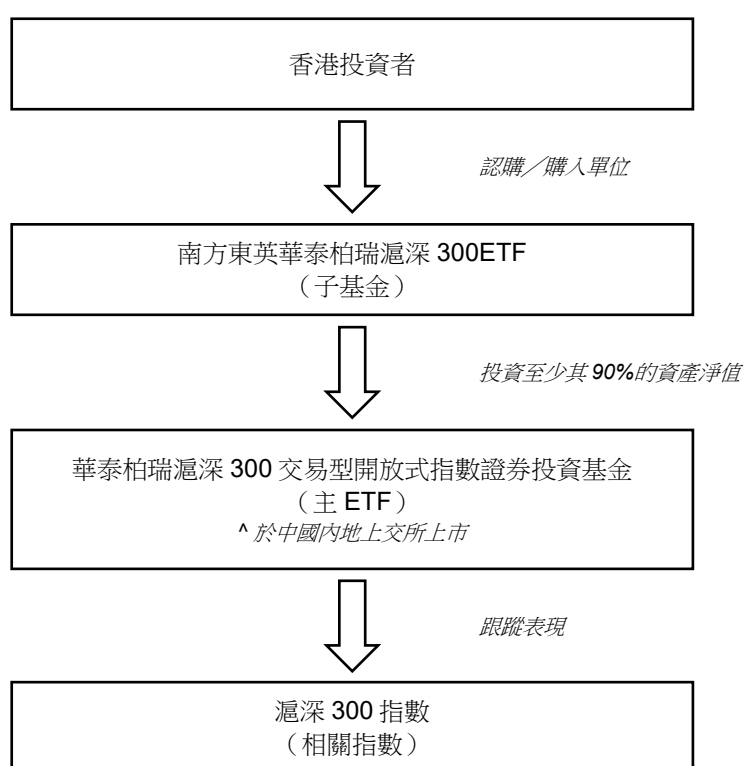 香港投資者
認購／購入單位
南方東英華泰柏瑞滬深 300ETF
（子基金）
投資至少其 90%的資產淨值
華泰柏瑞滬深 300 交易型開放式指數證券投資基金
（主 ETF）
^ 於中國內地上交所上市
跟蹤表現
滬深 300 指數
（相關指數）